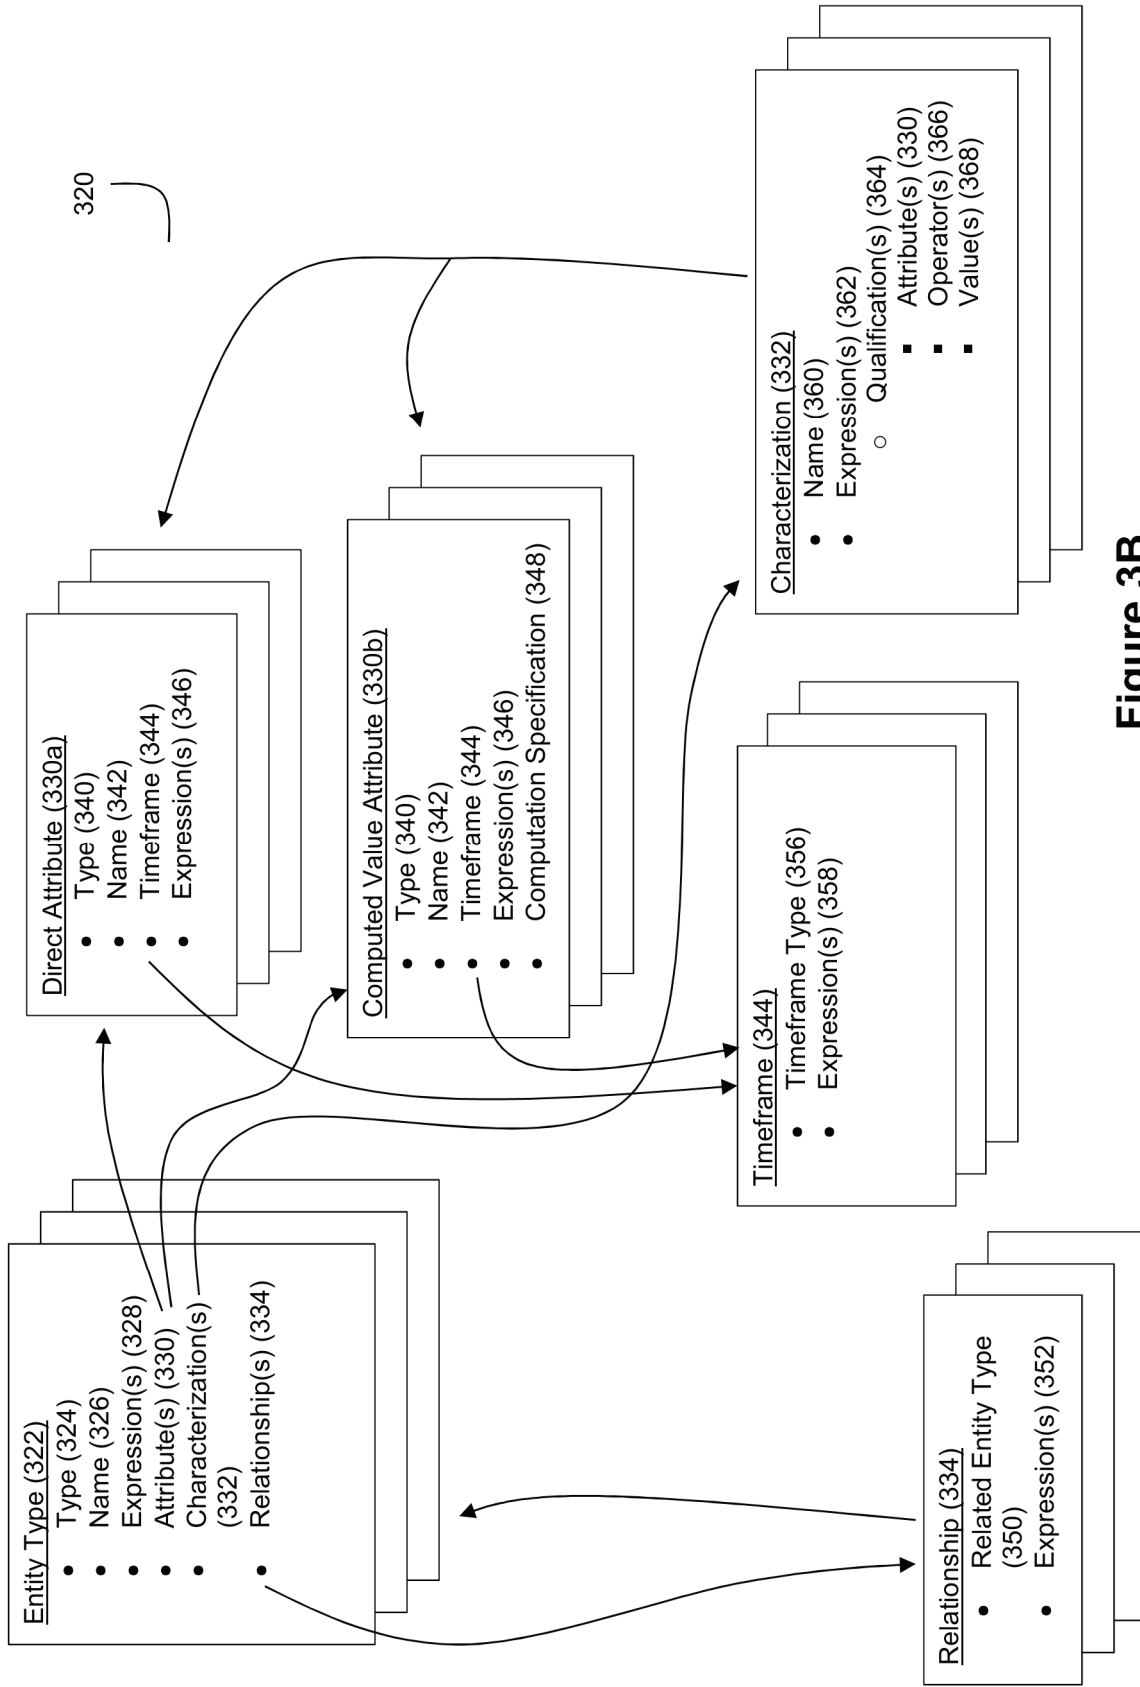 320
Entity Type (322)
• Type (324)
• Name (326)
• Expression(s) (328)
• Attribute(s) (330)
• Characterization(s)
(332)
• Relationship(s) (334)
Direct Attribute (330a)
• Type (340)
• Name (342)
• Timeframe (344)
• Expression(s) (346)
Computed Value Attribute (330b)
• Type (340)
• Name (342)
• Timeframe (344)
• Expression(s) (346)
• Computation Specification (348)
Relationship (334)
• Related Entity Type
(350)
• Expression(s) (352)
Timeframe (344)
• Timeframe Type (356)
• Expression(s) (358)
Characterization (332)
• Name (360)
• Expression(s) (362)
○ Qualification(s) (364)
▪ Attribute(s) (330)
▪ Operator(s) (366)
▪ Value(s) (368)
Figure 3B